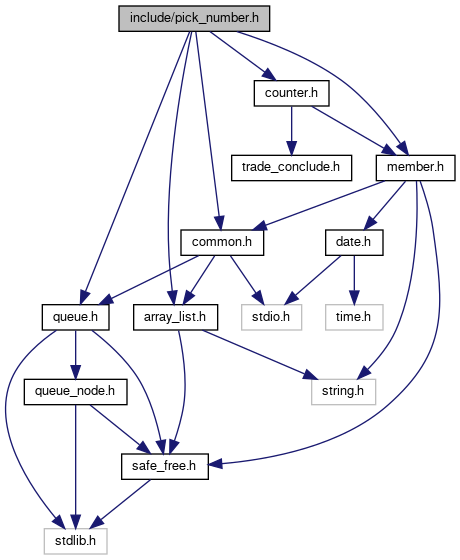 include/pick_number.h
counter.h
trade_conclude.h
member.h
common.h
date.h
queue.h
array_list.h
stdio.h
time.h
queue_node.h
string.h
safe_free.h
stdlib.h